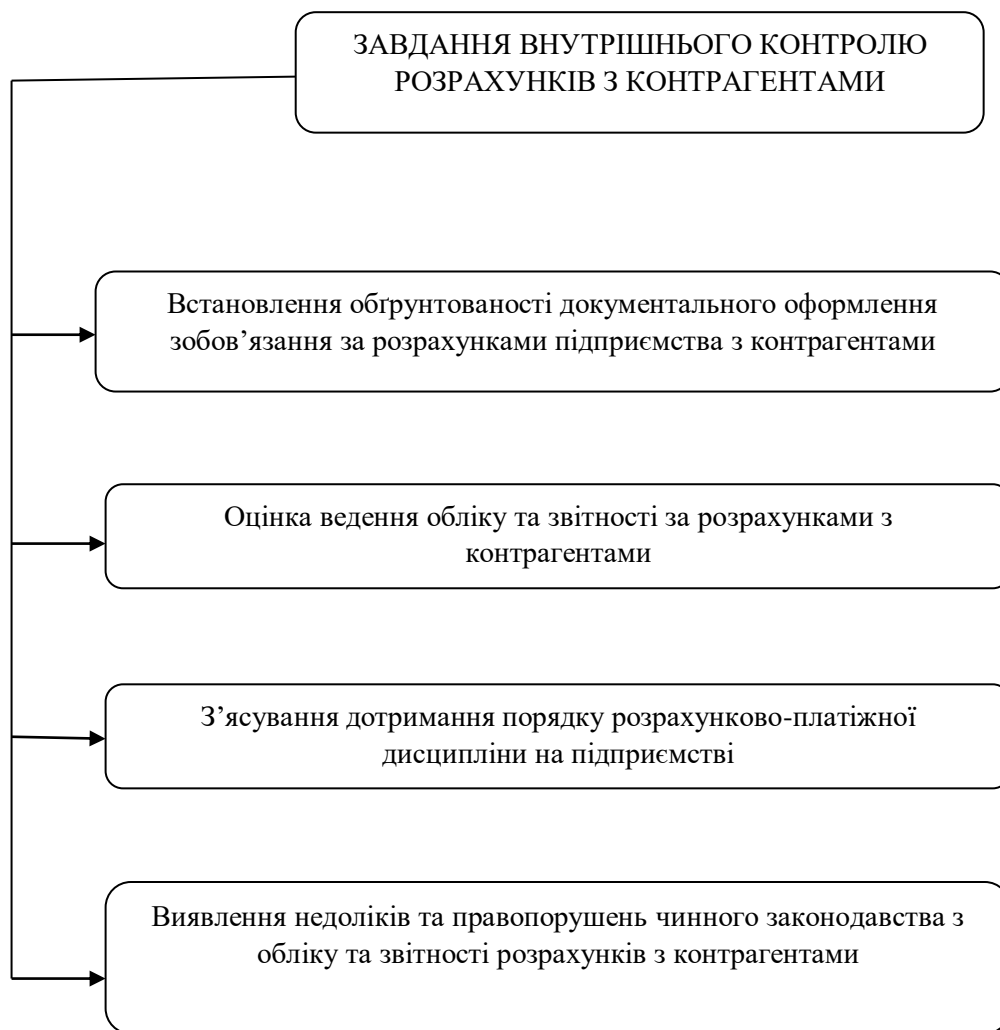 ЗАВДАННЯ ВНУТРІШНЬОГО КОНТРОЛЮ
РОЗРАХУНКІВ З КОНТРАГЕНТАМИ
Встановлення обґрунтованості документального оформлення
зобов’язання за розрахунками підприємства з контрагентами
Оцінка ведення обліку та звітності за розрахунками з
контрагентами
З’ясування дотримання порядку розрахунково-платіжної
дисципліни на підприємстві
Виявлення недоліків та правопорушень чинного законодавства з
обліку та звітності розрахунків з контрагентами